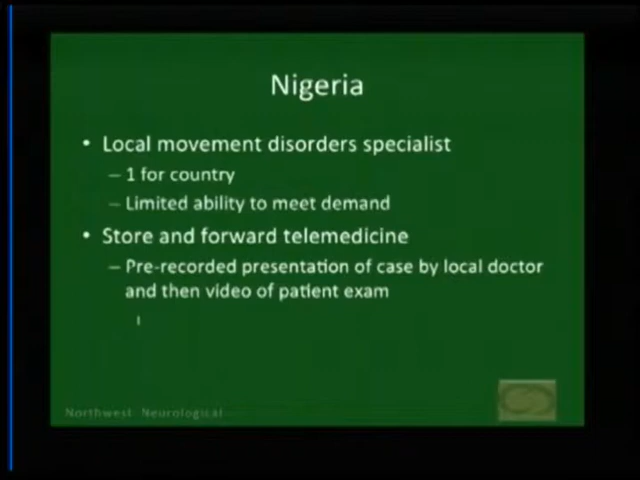 Nigeria
• Local movement disorders specialist
– 1 for country
– Limited ability to meet demand
• Store and forward telemedicine
– Pre-recorded presentation of case by local doctor
and then video of patient exam
Northwest Neurological